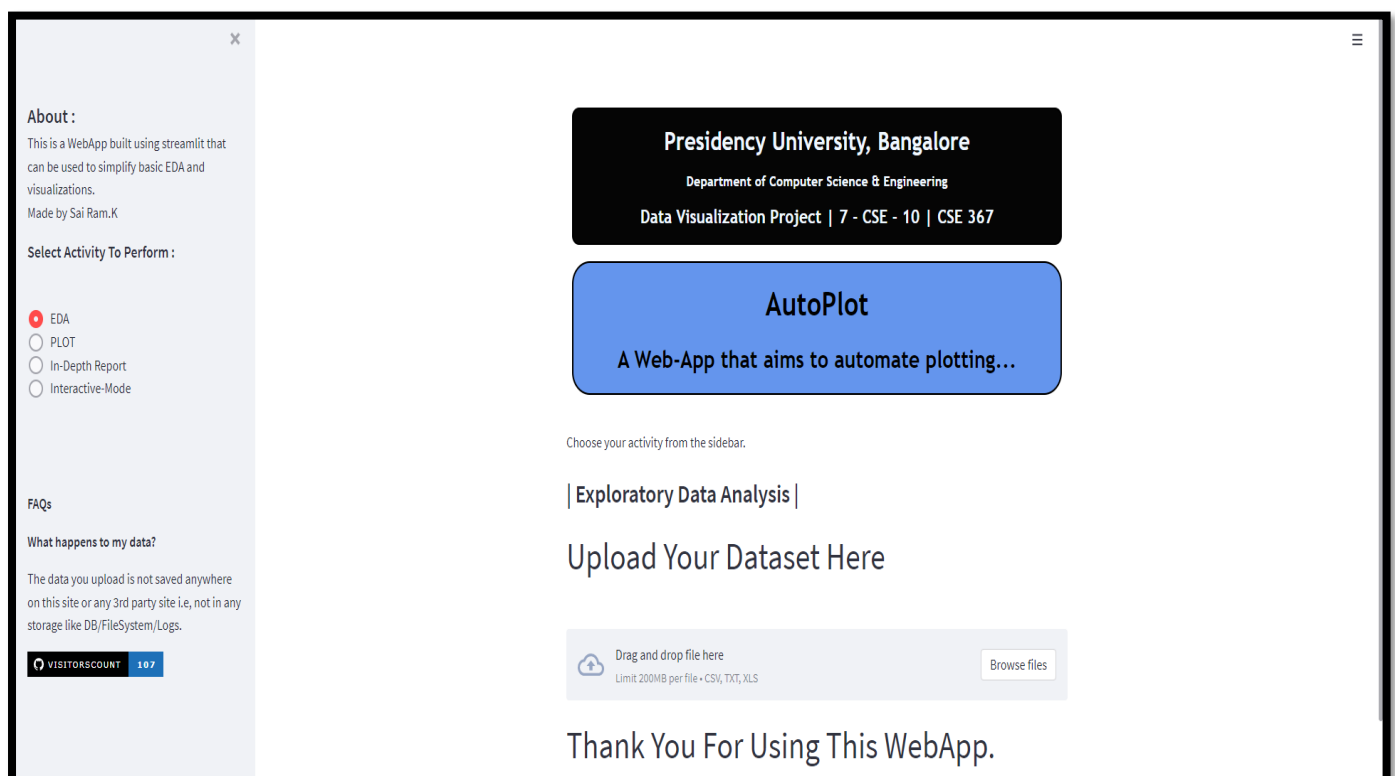 ×
About :
This is a WebApp built using streamlit that
can be used to simplify basic EDA and
visualizations.
Made by Sai Ram.K
Select Activity To Perform :
EDA
PLOT
In-Depth Report
Interactive-Mode
FAQs
What happens to my data?
The data you upload is not saved anywhere
on this site or any 3rd party site i.e, not in any
storage like DB/FileSystem/Logs.
VISITORSCOUNT 107
Presidency University, Bangalore
Department of Computer Science & Engineering
Data Visualization Project | 7 - CSE - 10 | CSE 367
AutoPlot
A Web-App that aims to automate plotting...
Choose your activity from the sidebar.
| Exploratory Data Analysis |
Upload Your Dataset Here
Drag and drop file here
Limit 200MB per file • CSV, TXT, XLS
Browse files
Thank You For Using This WebApp.